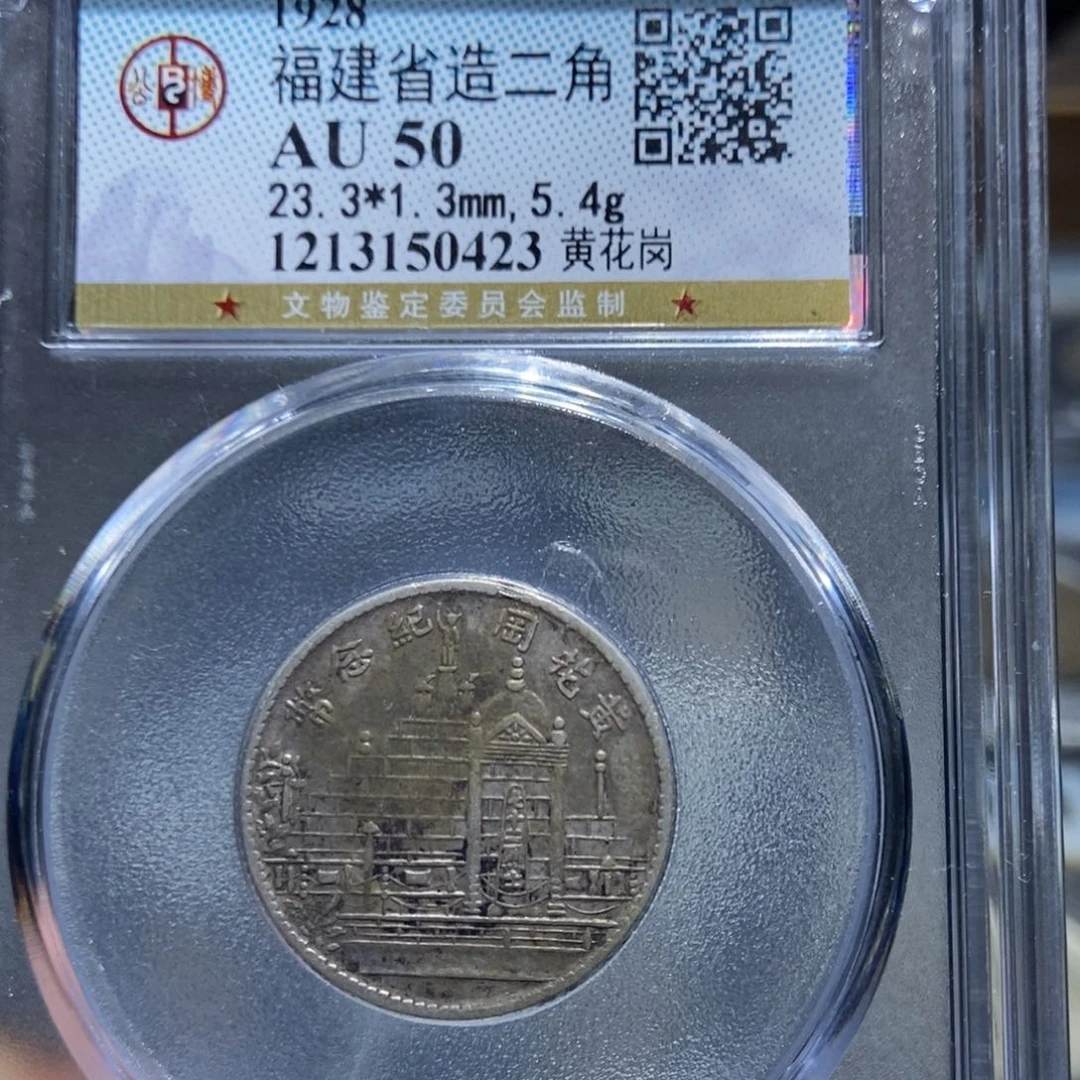 1928
福建省造二角
AU 50
23.3*1.3mm,5.4g
1213150423 黄花岗
★ 文物鉴定委员会监制 ★
黃花岡紀念幣